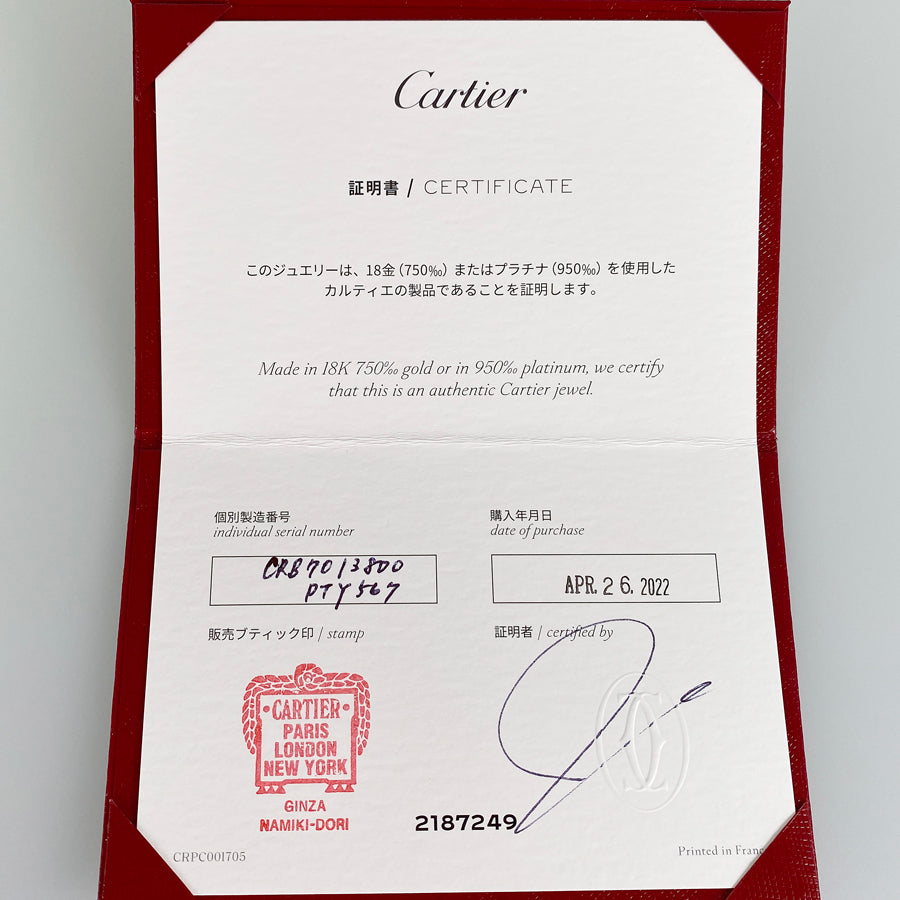 Cartier
証明書 / CERTIFICATE
このジュエリーは、18金（750‰）またはプラチナ（950‰）を使用した
カルティエの製品であることを証明します。
Made in 18K 750‰ gold or in 950‰ platinum, we certify
that this is an authentic Cartier jewel.
個別製造番号
individual serial number
CRB7013800
PTY567
購入年月日
date of purchase
APR. 26. 2022
販売ブティック印 / stamp
証明者 / certified by
·CARTIER·
PARIS
LONDON
NEW YORK
GINZA
NAMIKI-DORI
2187249
CRPC001705
Printed in Franc